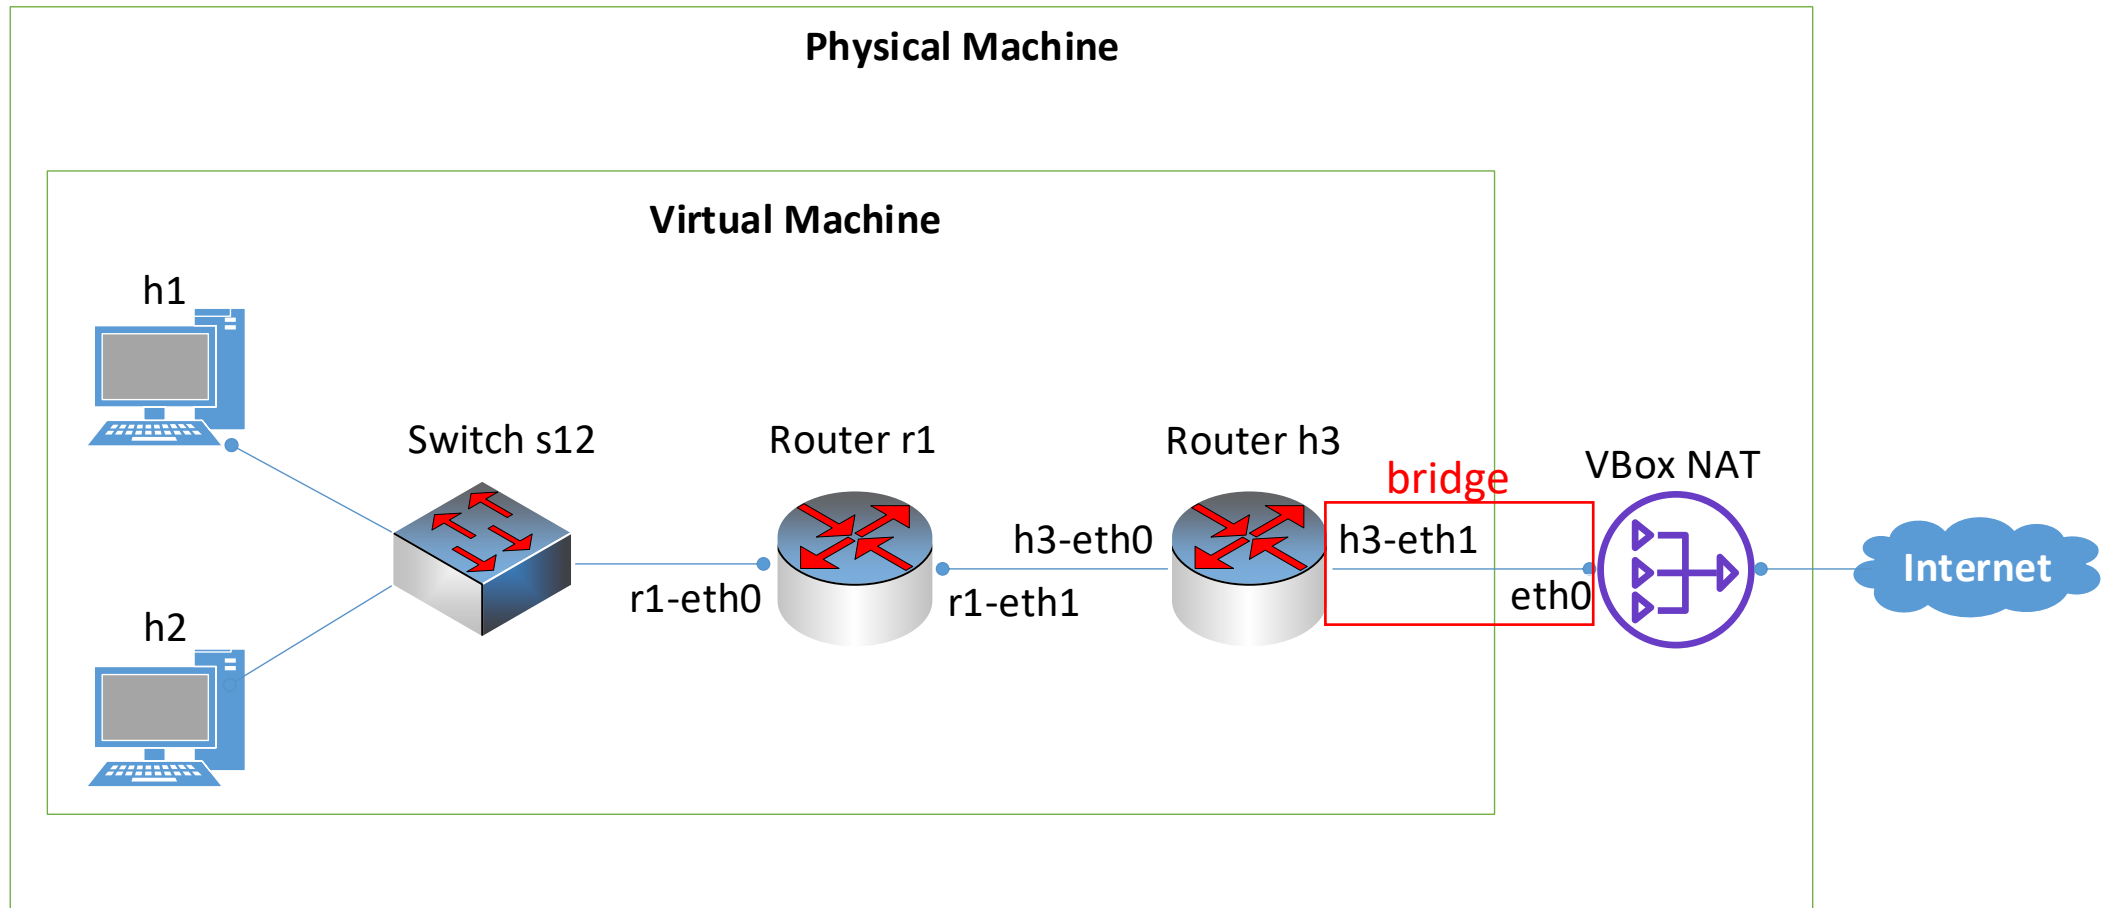 Physical Machine
Virtual Machine
h1
Switch s12
Router r1
Router h3
bridge
VBox NAT
h3-eth0
h3-eth1
Internet
r1-eth0
r1-eth1
eth0
h2